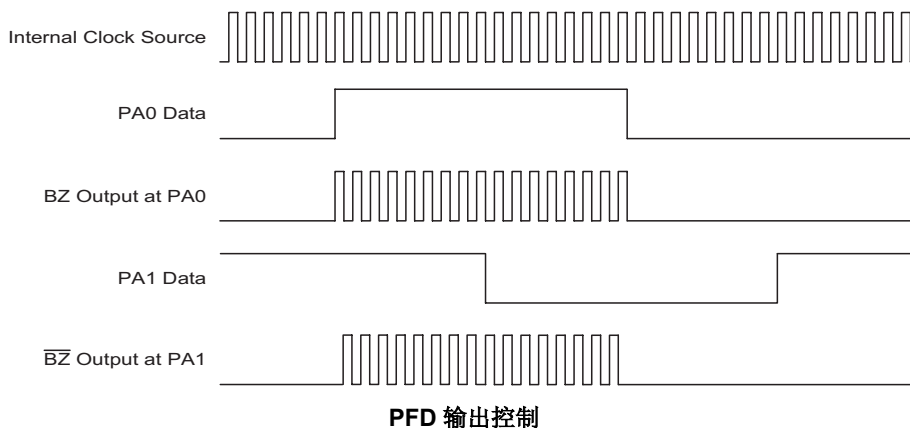 Internal Clock Source
PA0 Data
BZ Output at PA0
PA1 Data
B̅Z̅ Output at PA1
PFD 输出控制